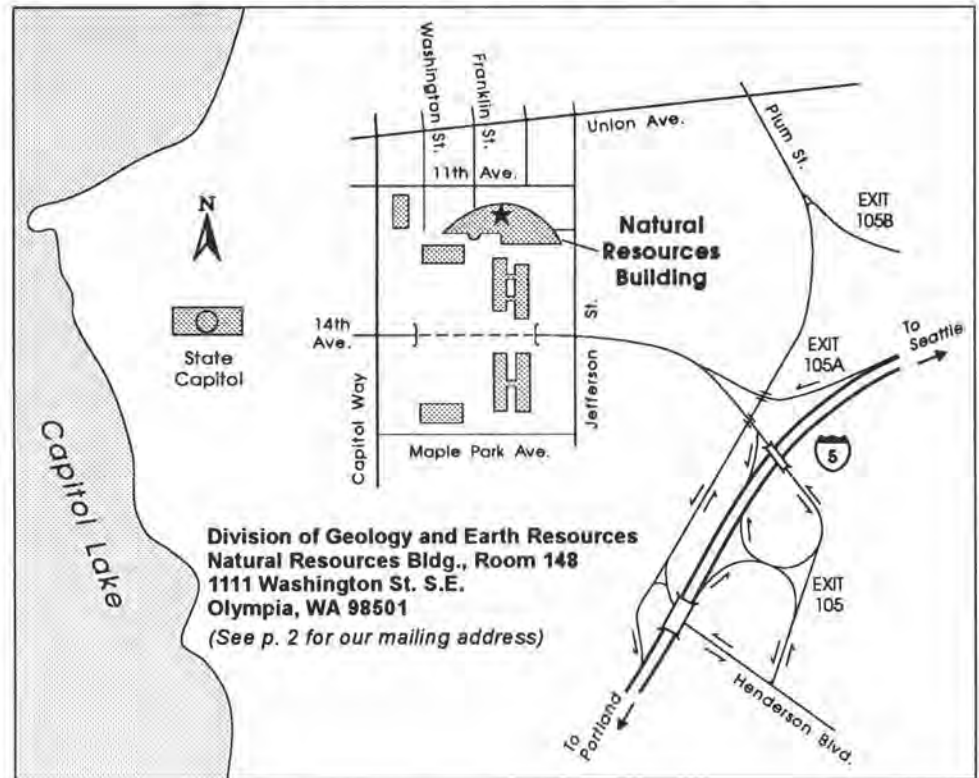 Washington St.
Franklin St.
Union Ave.
Plum St.
11th Ave.
EXIT
105B
N
Natural
Resources
Building
St.
14th
Ave.
EXIT
105A
To
Seattle
State
Capitol
Capitol Way
Jefferson
Maple Park Ave.
5
Capitol Lake
Division of Geology and Earth Resources
Natural Resources Bldg., Room 148
1111 Washington St. S.E.
Olympia, WA 98501
(See p. 2 for our mailing address)
EXIT
105
Henderson Blvd.
To
Portland